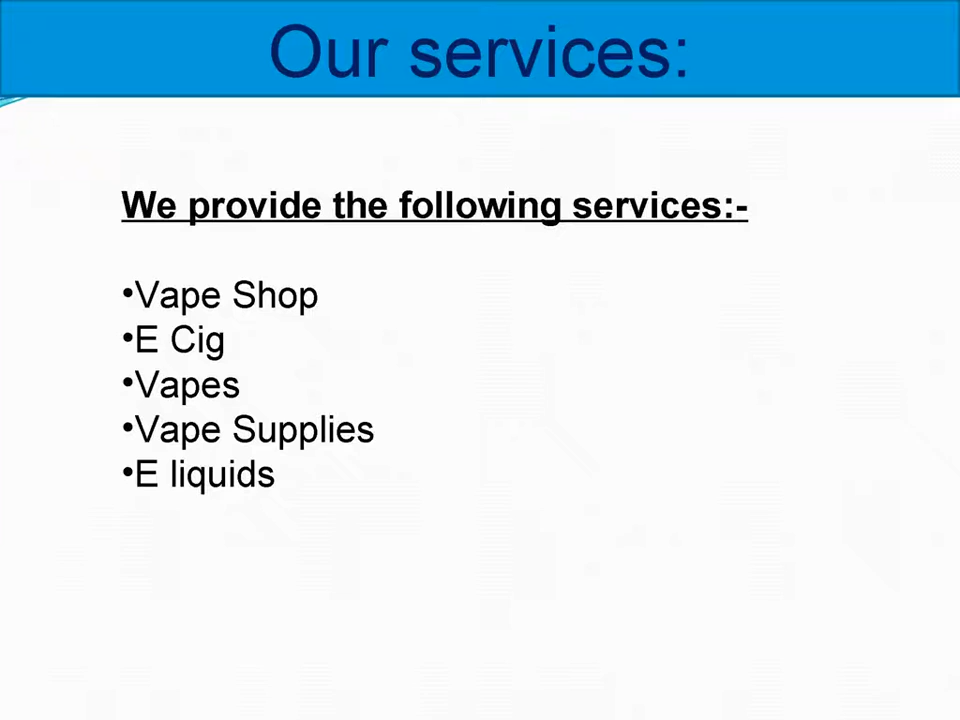 Our services:
We provide the following services:-
•Vape Shop
•E Cig
•Vapes
•Vape Supplies
•E liquids